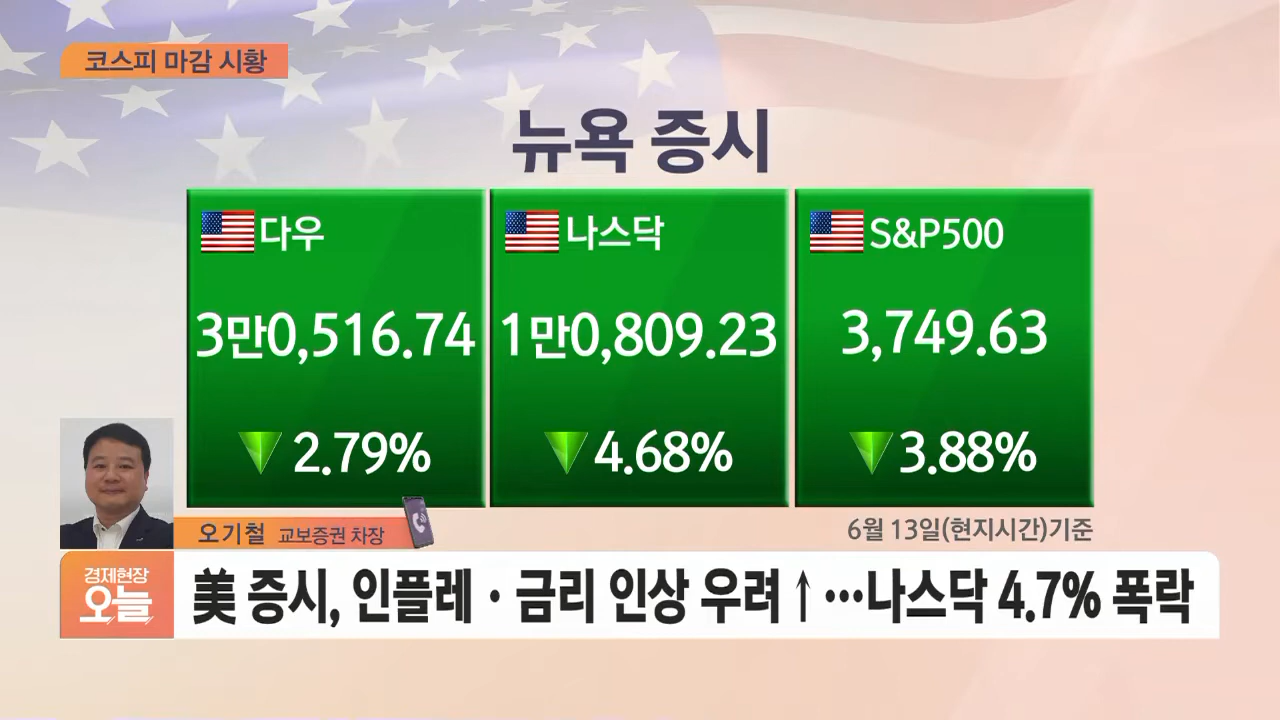 코스피 마감 시황
뉴욕 증시
다우
3만0,516.74
▼ 2.79%
나스닥
1만0,809.23
▼ 4.68%
S&P500
3,749.63
▼ 3.88%
오기철 교보증권 차장
6월 13일(현지시간)기준
경제현장
오늘
美 증시, 인플레·금리 인상 우려↑…나스닥 4.7% 폭락